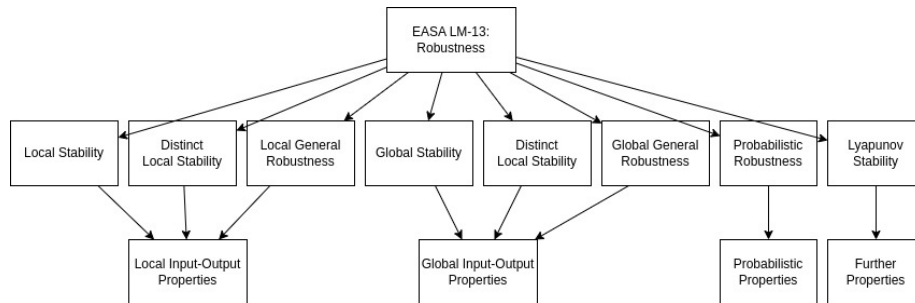 EASA LM-13:
Robustness
Local Stability
Distinct
Local Stability
Local General
Robustness
Global Stability
Distinct
Local Stability
Global General
Robustness
Probabilistic
Robustness
Lyapunov
Stability
Local Input-Output
Properties
Global Input-Output
Properties
Probabilistic
Properties
Further
Properties